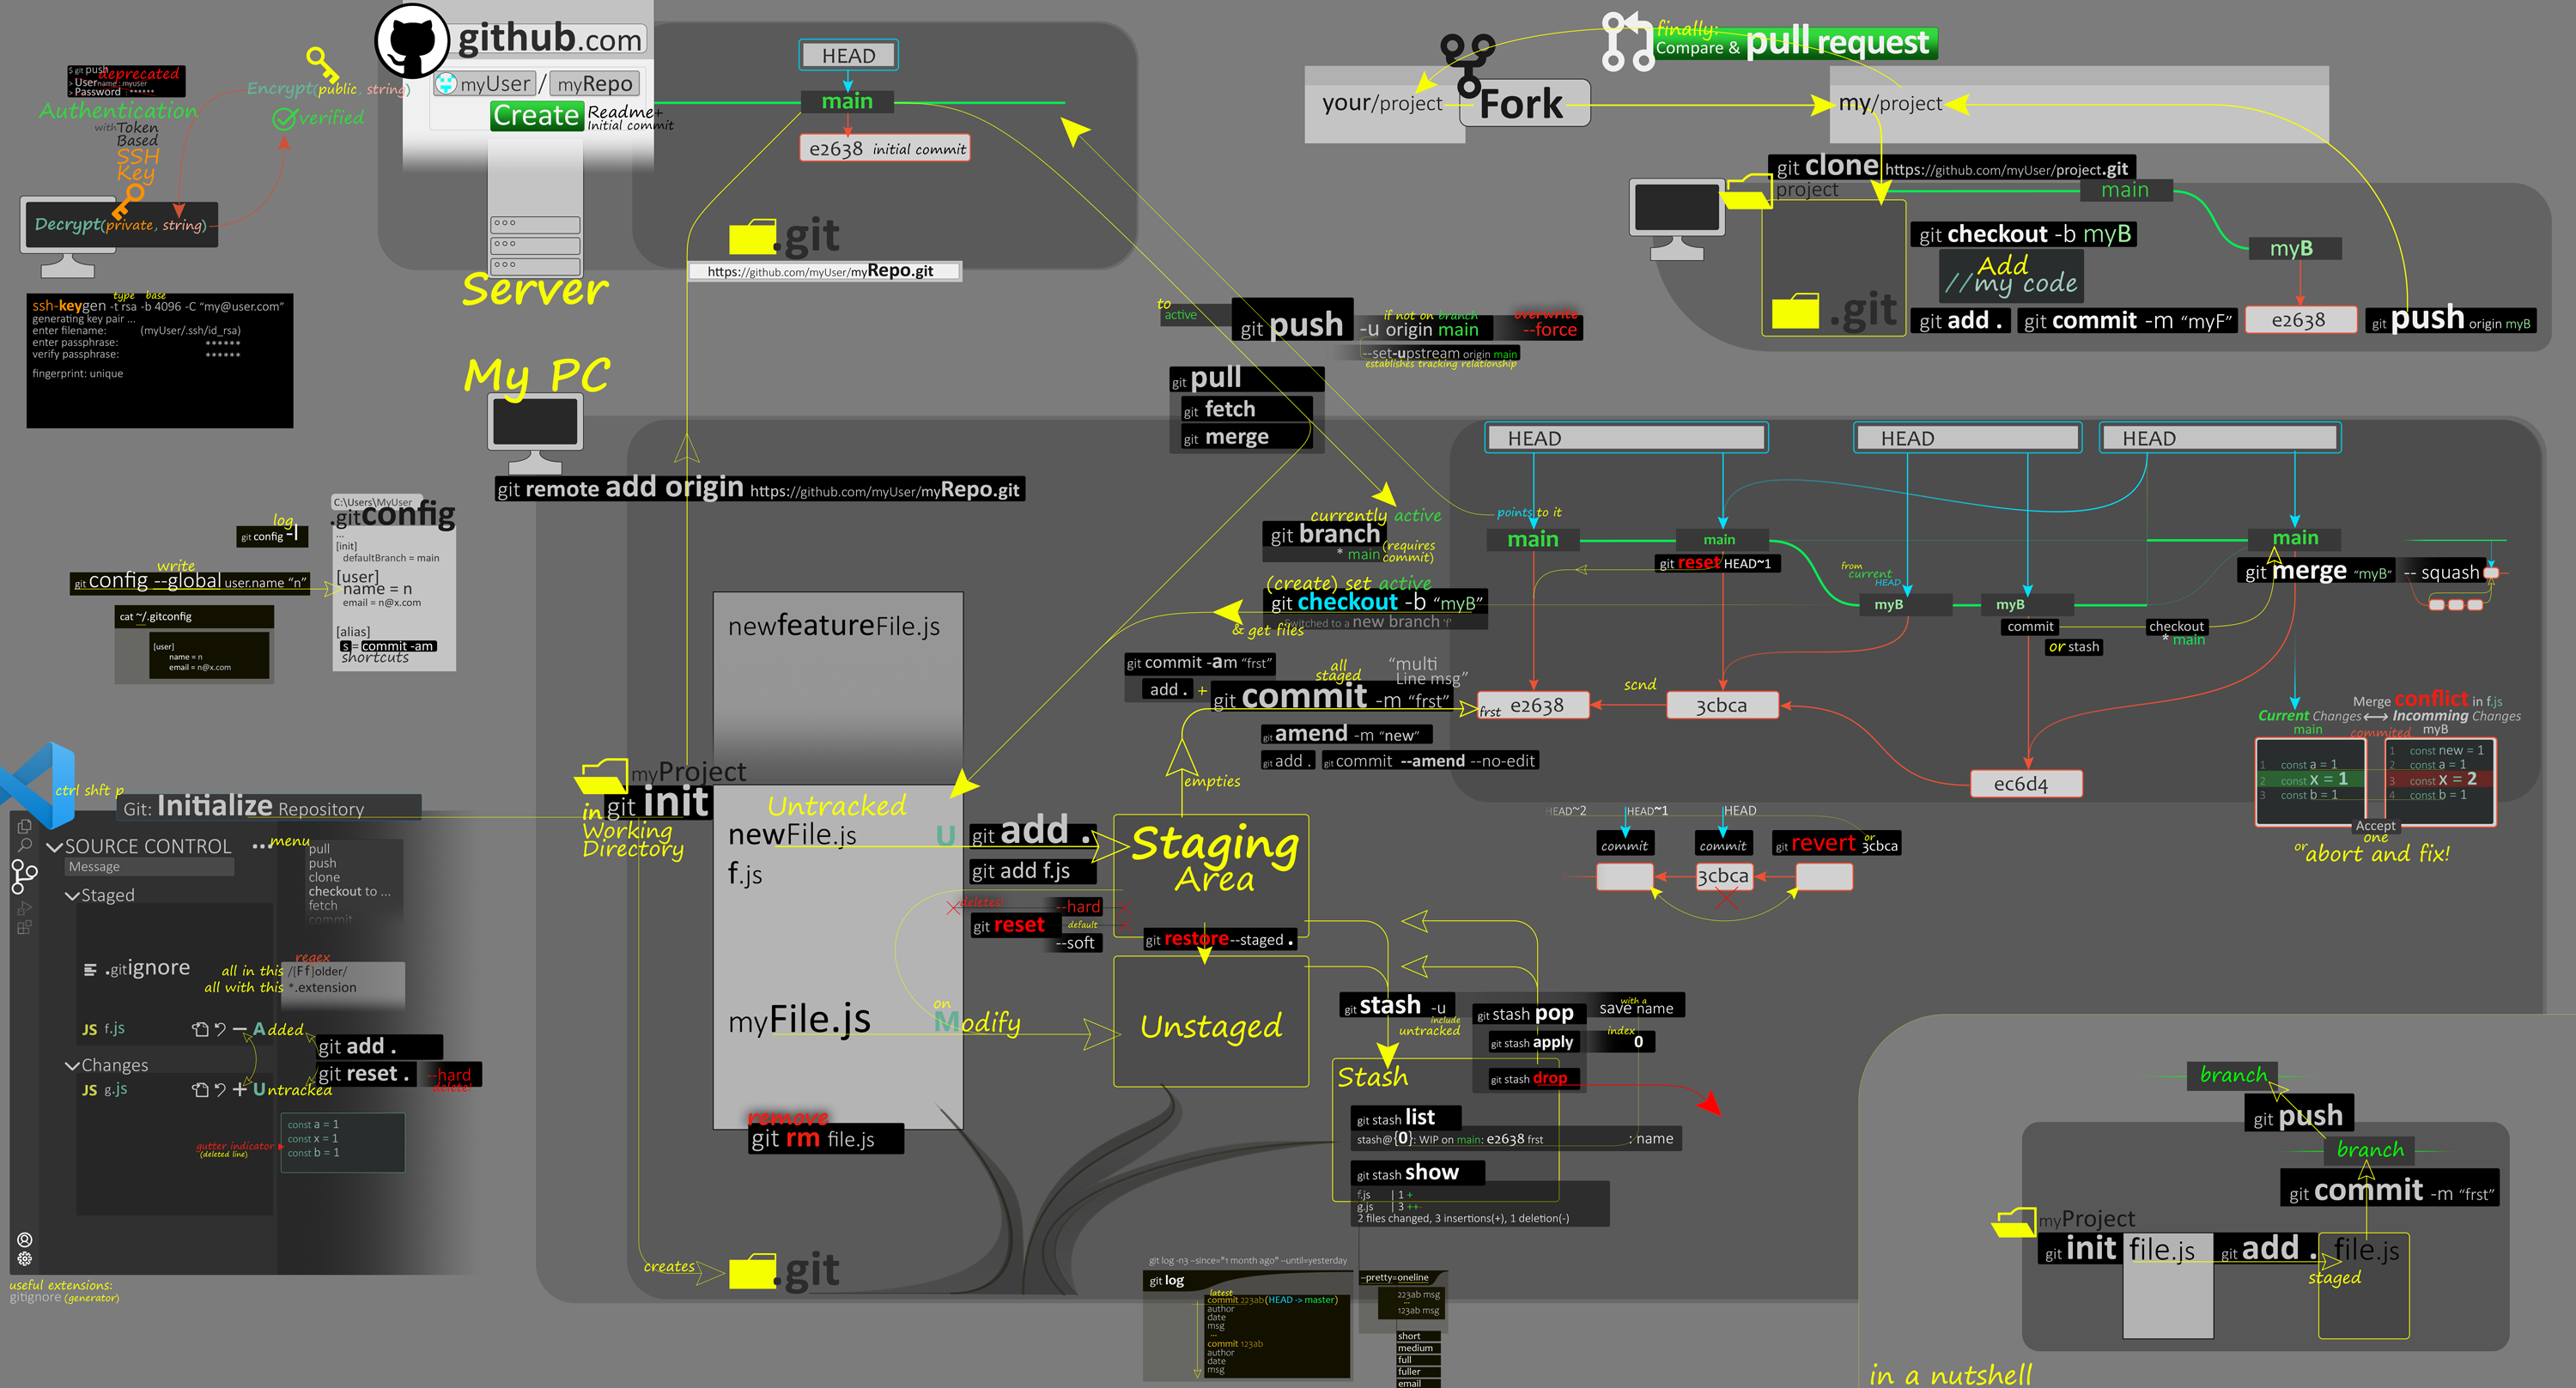 $ git push
deprecated
> Username: myuser
> Password : ******
Authentication
with Token
Based
SSH
Key
Encrypt(public, string)
verified
Decrypt(private, string)
type base
ssh-keygen -t rsa -b 4096 -C “my@user.com”
generating key pair ...
enter filename: (myUser/.ssh/id_rsa)
enter passphrase: ******
verify passphrase: ******
fingerprint: unique
github.com
myUser / myRepo
Create Readme+
Initial commit
Server
HEAD
main
e2638 initial commit
.git
https://github.com/myUser/myRepo.git
My PC
git remote add origin https://github.com/myUser/myRepo.git
finally:
Compare & pull request
your/project
Fork
my/project
git clone https://github.com/myUser/project.git
project
main
git checkout -b myB
myB
Add
//my code
.git
git add .
git commit -m “myF”
e2638
git push origin myB
to
active
git push
if not on branch
-u origin main
overwrite
--force
--set-upstream origin main
establishes tracking relationship
git pull
git fetch
git merge
log
git config -l
write
git config --global user.name “n”
cat ~/.gitconfig
[user]
name = n
email = n@x.com
C:\Users\MyUser
.gitconfig
...
[init]
defaultBranch = main
[user]
name = n
email = n@x.com
[alias]
s = commit -am
shortcuts
currently active
git branch
* main
(requires
commit)
(create) set active
git checkout -b “myB”
Switched to a new branch 'f'
& get files
HEAD
HEAD
HEAD
points to it
main
main
git reset HEAD~1
from
current
HEAD
myB
myB
commit
or stash
checkout
* main
main
git merge “myB”
-- squash
git commit -am “frst”
add . +
all
staged
“multi
Line msg”
git commit -m “frst”
git amend -m “new”
git add .
git commit --amend --no-edit
frst
e2638
scnd
3cbca
ec6d4
Merge conflict in f.js
Current Changes
Incomming Changes
main
commited
myB
1 const a = 1
2 const x = 1
3 const b = 1
1 const new = 1
2 const a = 1
3 const x = 2
4 const b = 1
Accept
one
or abort and fix!
HEAD~2
HEAD~1
HEAD
commit
commit
git revert
or
3cbca
3cbca
ctrl shft p
Git: Initialize Repository
SOURCE CONTROL
...
menu
Message
pull
push
clone
checkout to ...
fetch
commit
Staged
.gitignore
regex
all in this /[Ff]older/
all with this *.extension
JS f.js
Added
git add .
git reset .
--hard
delete!
Changes
JS g.js
Untracked
gutter indicator
(deleted line)
const a = 1
const x = 1
const b = 1
useful extensions:
gitignore (generator)
newfeatureFile.js
myProject
git init
in
Working
Directory
Untracked
newFile.js
U
f.js
git add .
git add f.js
deletes!
--hard
git reset
default
--soft
empties
Staging
Area
git restore --staged .
myFile.js
on
Modify
Unstaged
remove
git rm file.js
creates
.git
git stash -u
include
untracked
git stash pop
with a
save name
git stash apply
index
0
git stash drop
Stash
git stash list
stash@{0}: WIP on main: e2638 frst : name
git stash show
f.js | 1 +
g.js | 3 ++
2 files changed, 3 insertions(+), 1 deletion(-)
git log -n3 --since="1 month ago" --until=yesterday
git log
latest
commit 223ab(HEAD -> master)
author
date
msg
...
commit 123ab
author
date
msg
--pretty=oneline
223ab msg
...
123ab msg
short
medium
full
fuller
email
branch
git push
branch
git commit -m “frst”
myProject
git init
file.js
git add .
file.js
staged
in a nutshell